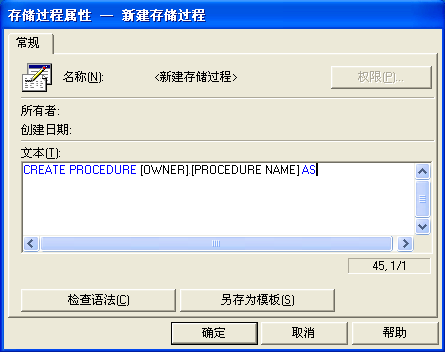 存储过程属性 — 新建存储过程
常规
名称(N): <新建存储过程> 权限(P)...
所有者:
创建日期:
文本(T):
CREATE PROCEDURE [OWNER].[PROCEDURE NAME] AS
45, 1/1
检查语法(C) 另存为模板(S)
确定 取消 帮助